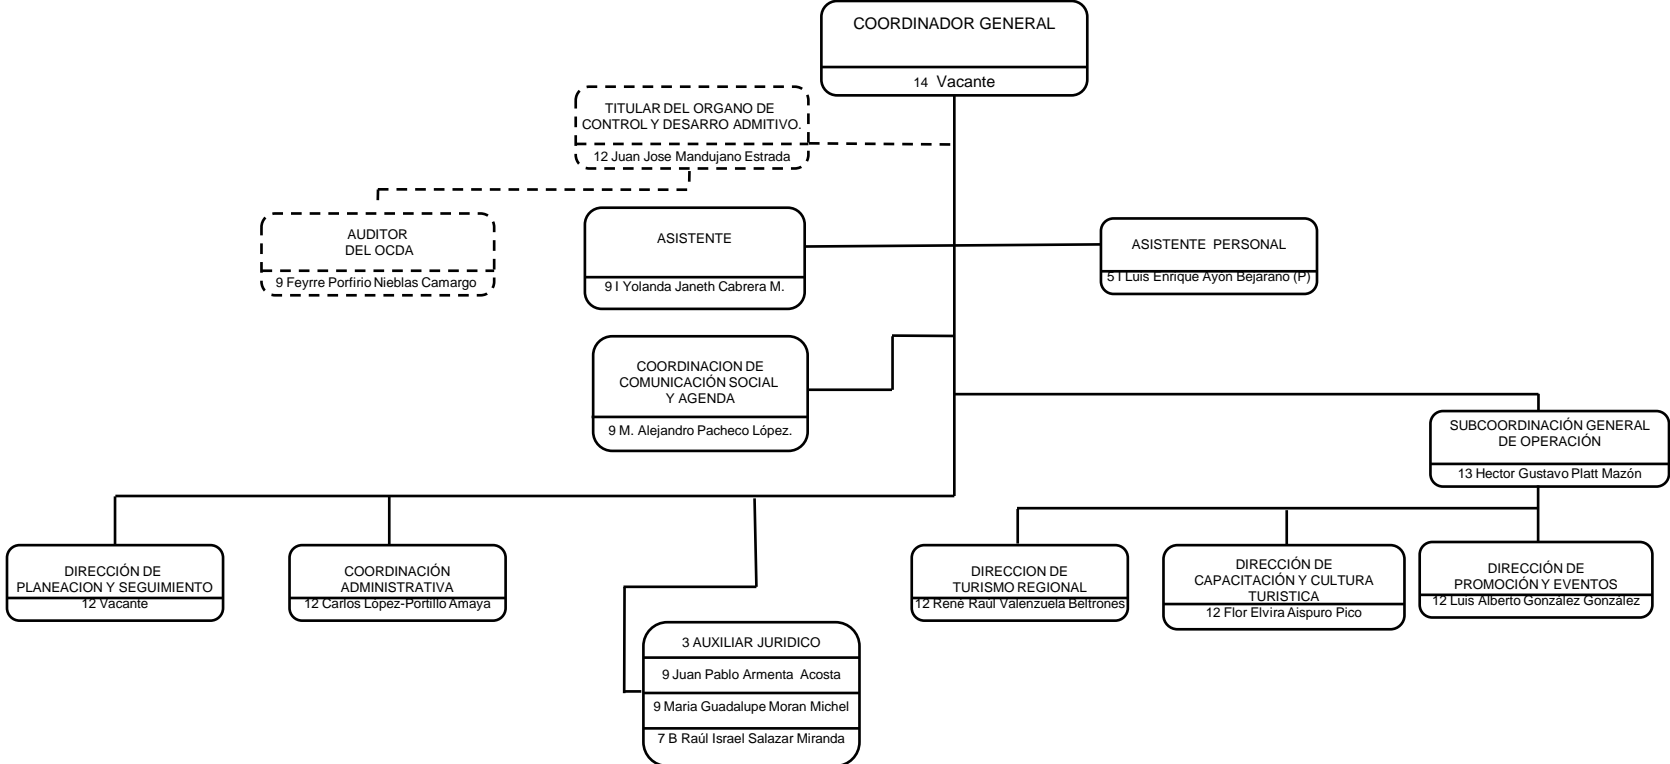 COORDINADOR GENERAL
14 Vacante
TITULAR DEL ORGANO DE
CONTROL Y DESARRO ADMITIVO.
12 Juan Jose Mandujano Estrada
AUDITOR
DEL OCDA
9 Feyrre Porfirio Nieblas Camargo
ASISTENTE
9 I Yolanda Janeth Cabrera M.
ASISTENTE PERSONAL
5 I Luis Enrique Ayon Bejarano (P)
COORDINACION DE
COMUNICACIÓN SOCIAL
Y AGENDA
9 M. Alejandro Pacheco López.
SUBCOORDINACIÓN GENERAL
DE OPERACIÓN
13 Hector Gustavo Platt Mazón
DIRECCIÓN DE
PLANEACION Y SEGUIMIENTO
12 Vacante
COORDINACIÓN
ADMINISTRATIVA
12 Carlos López-Portillo Amaya
3 AUXILIAR JURIDICO
9 Juan Pablo Armenta Acosta
9 Maria Guadalupe Moran Michel
7 B Raúl Israel Salazar Miranda
DIRECCION DE
TURISMO REGIONAL
12 René Raúl Valenzuela Beltrones
DIRECCIÓN DE
CAPACITACIÓN Y CULTURA
TURISTICA
12 Flor Elvira Aispuro Pico
DIRECCIÓN DE
PROMOCIÓN Y EVENTOS
12 Luis Alberto González González